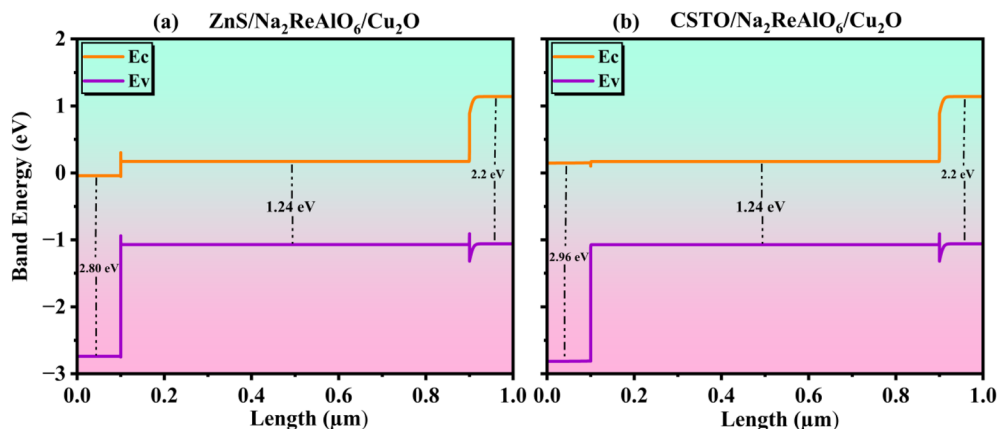 (a) ZnS/Na₂ReAlO₆/Cu₂O
(b) CSTO/Na₂ReAlO₆/Cu₂O
Band Energy (eV)
2
1
0
−1
−2
−3
Ec
Ev
2.80 eV
1.24 eV
2.2 eV
0.0 0.2 0.4 0.6 0.8 1.0
Length (μm)
Ec
Ev
2.96 eV
1.24 eV
2.2 eV
0.0 0.2 0.4 0.6 0.8 1.0
Length (μm)